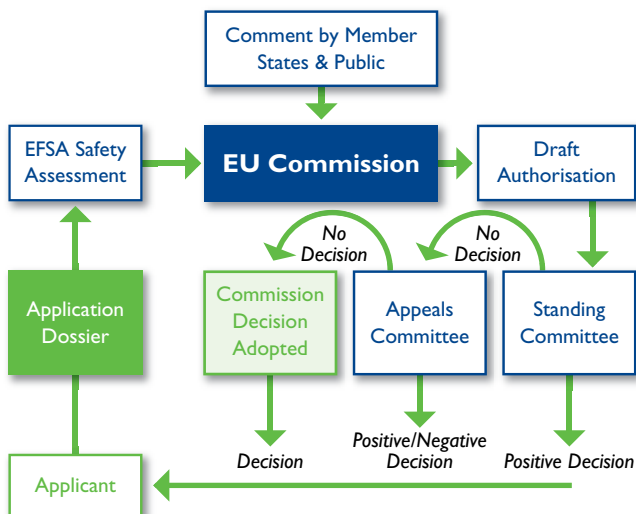 Comment by Member
States & Public
EFSA Safety
Assessment
EU Commission
Draft
Authorisation
No
Decision
No
Decision
Application
Dossier
Commission
Decision
Adopted
Appeals
Committee
Standing
Committee
Decision
Positive/Negative
Decision
Positive Decision
Applicant